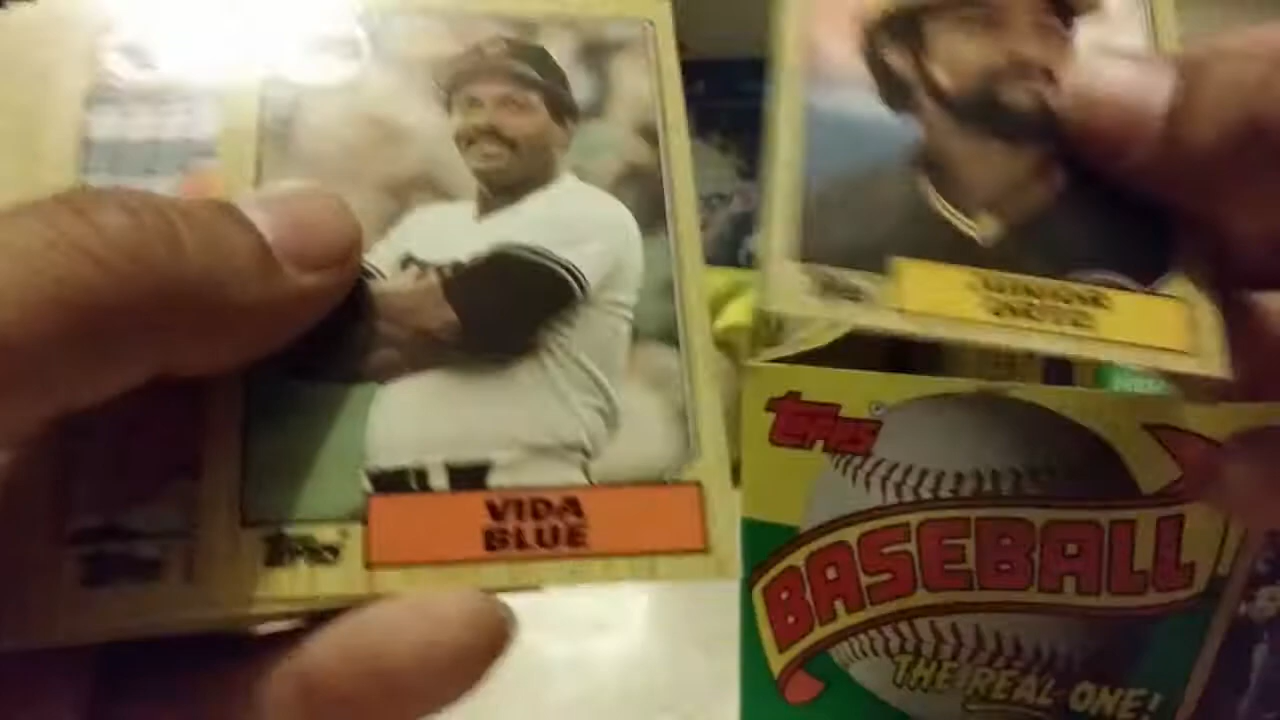 VIDA
BLUE
Topps
Topps
BASEBALL
THE REAL ONE!